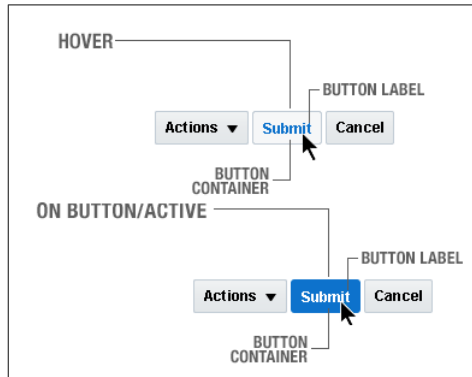 HOVER
BUTTON LABEL
Actions ▼ Submit Cancel
BUTTON
CONTAINER
ON BUTTON/ACTIVE
BUTTON LABEL
Actions ▼ Submit Cancel
BUTTON
CONTAINER